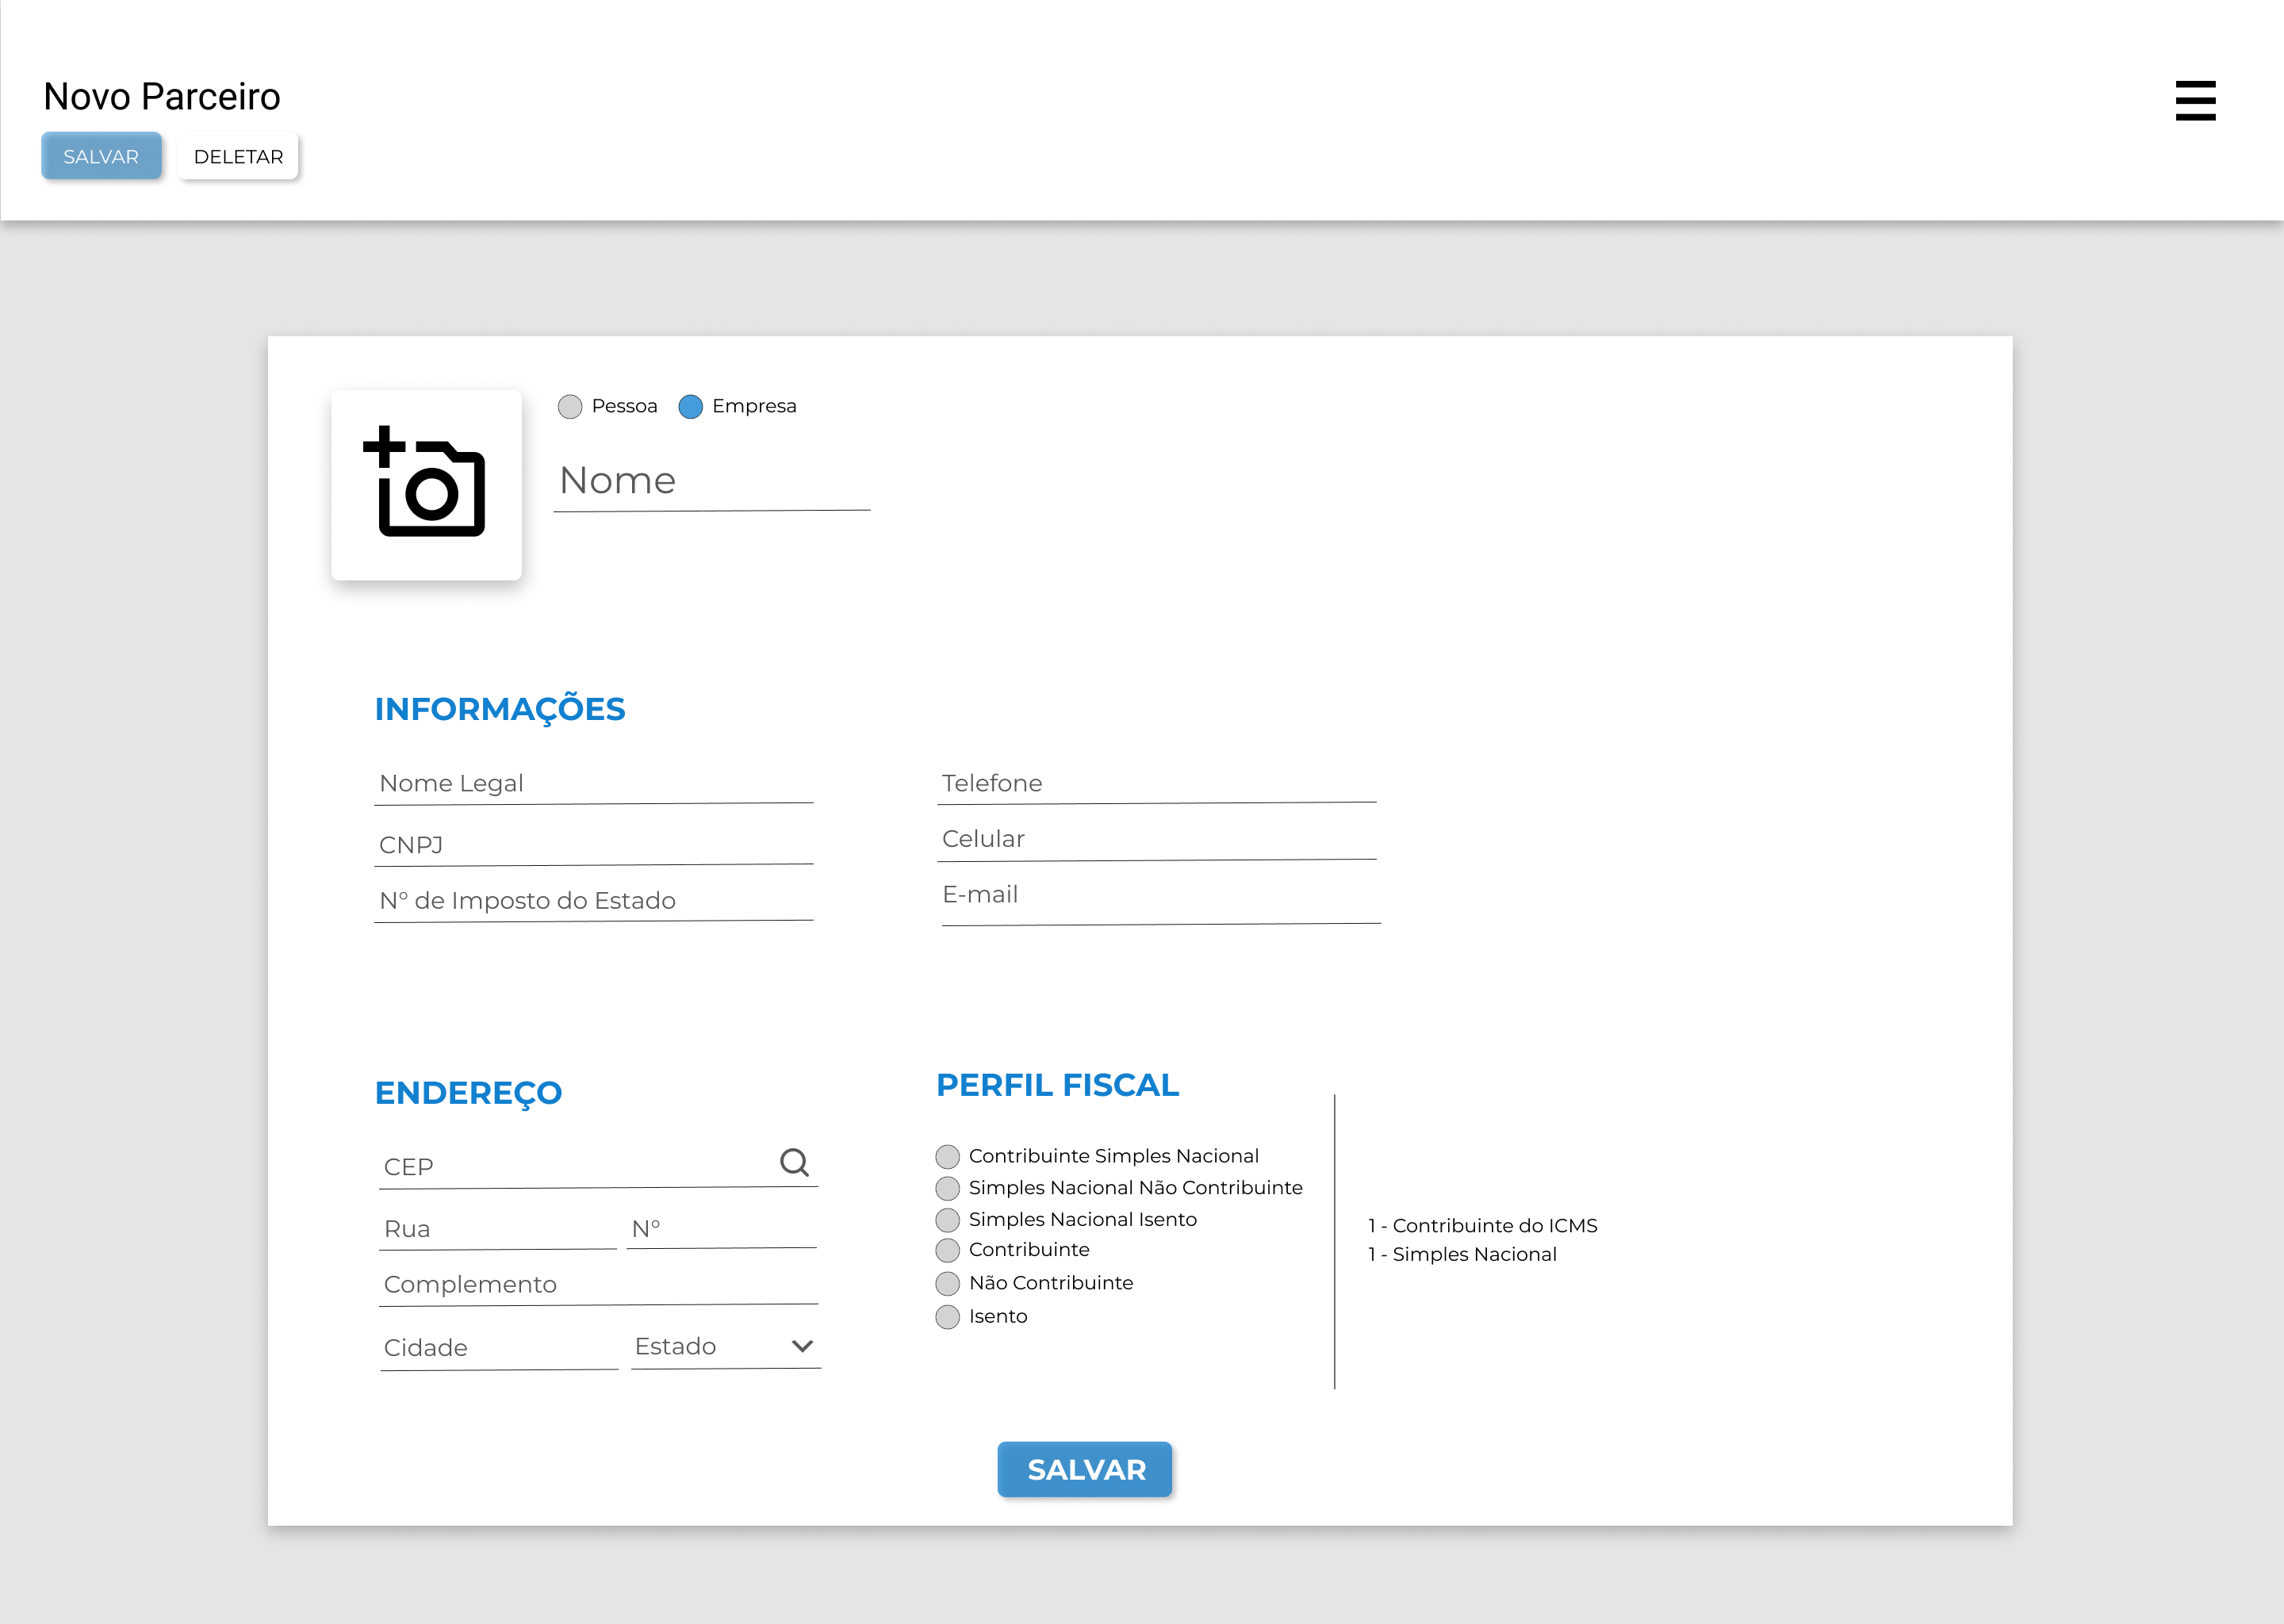 Novo Parceiro
SALVAR
DELETAR
Pessoa
Empresa
Nome
INFORMAÇÕES
Nome Legal
CNPJ
N° de Imposto do Estado
Telefone
Celular
E-mail
ENDEREÇO
CEP
Rua
N°
Complemento
Cidade
Estado
PERFIL FISCAL
Contribuinte Simples Nacional
Simples Nacional Não Contribuinte
Simples Nacional Isento
Contribuinte
Não Contribuinte
Isento
1 - Contribuinte do ICMS
1 - Simples Nacional
SALVAR